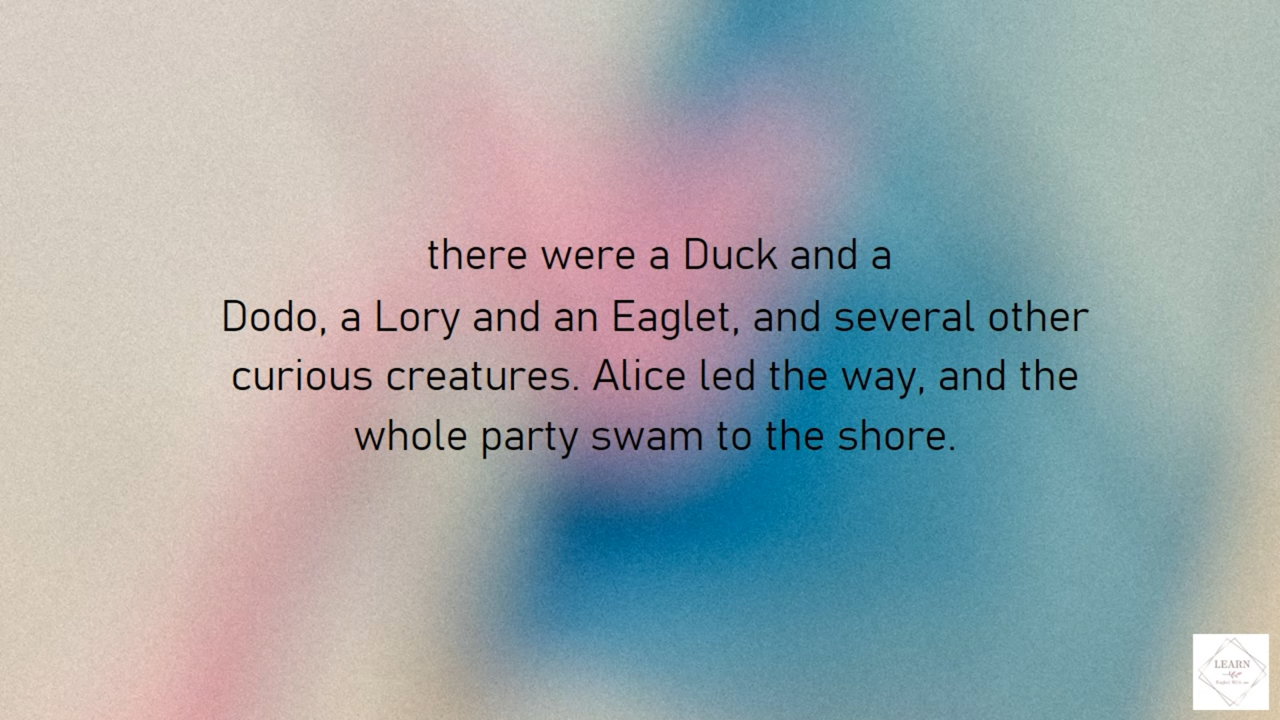 there were a Duck and a
Dodo, a Lory and an Eaglet, and several other
curious creatures. Alice led the way, and the
whole party swam to the shore.
LEARN